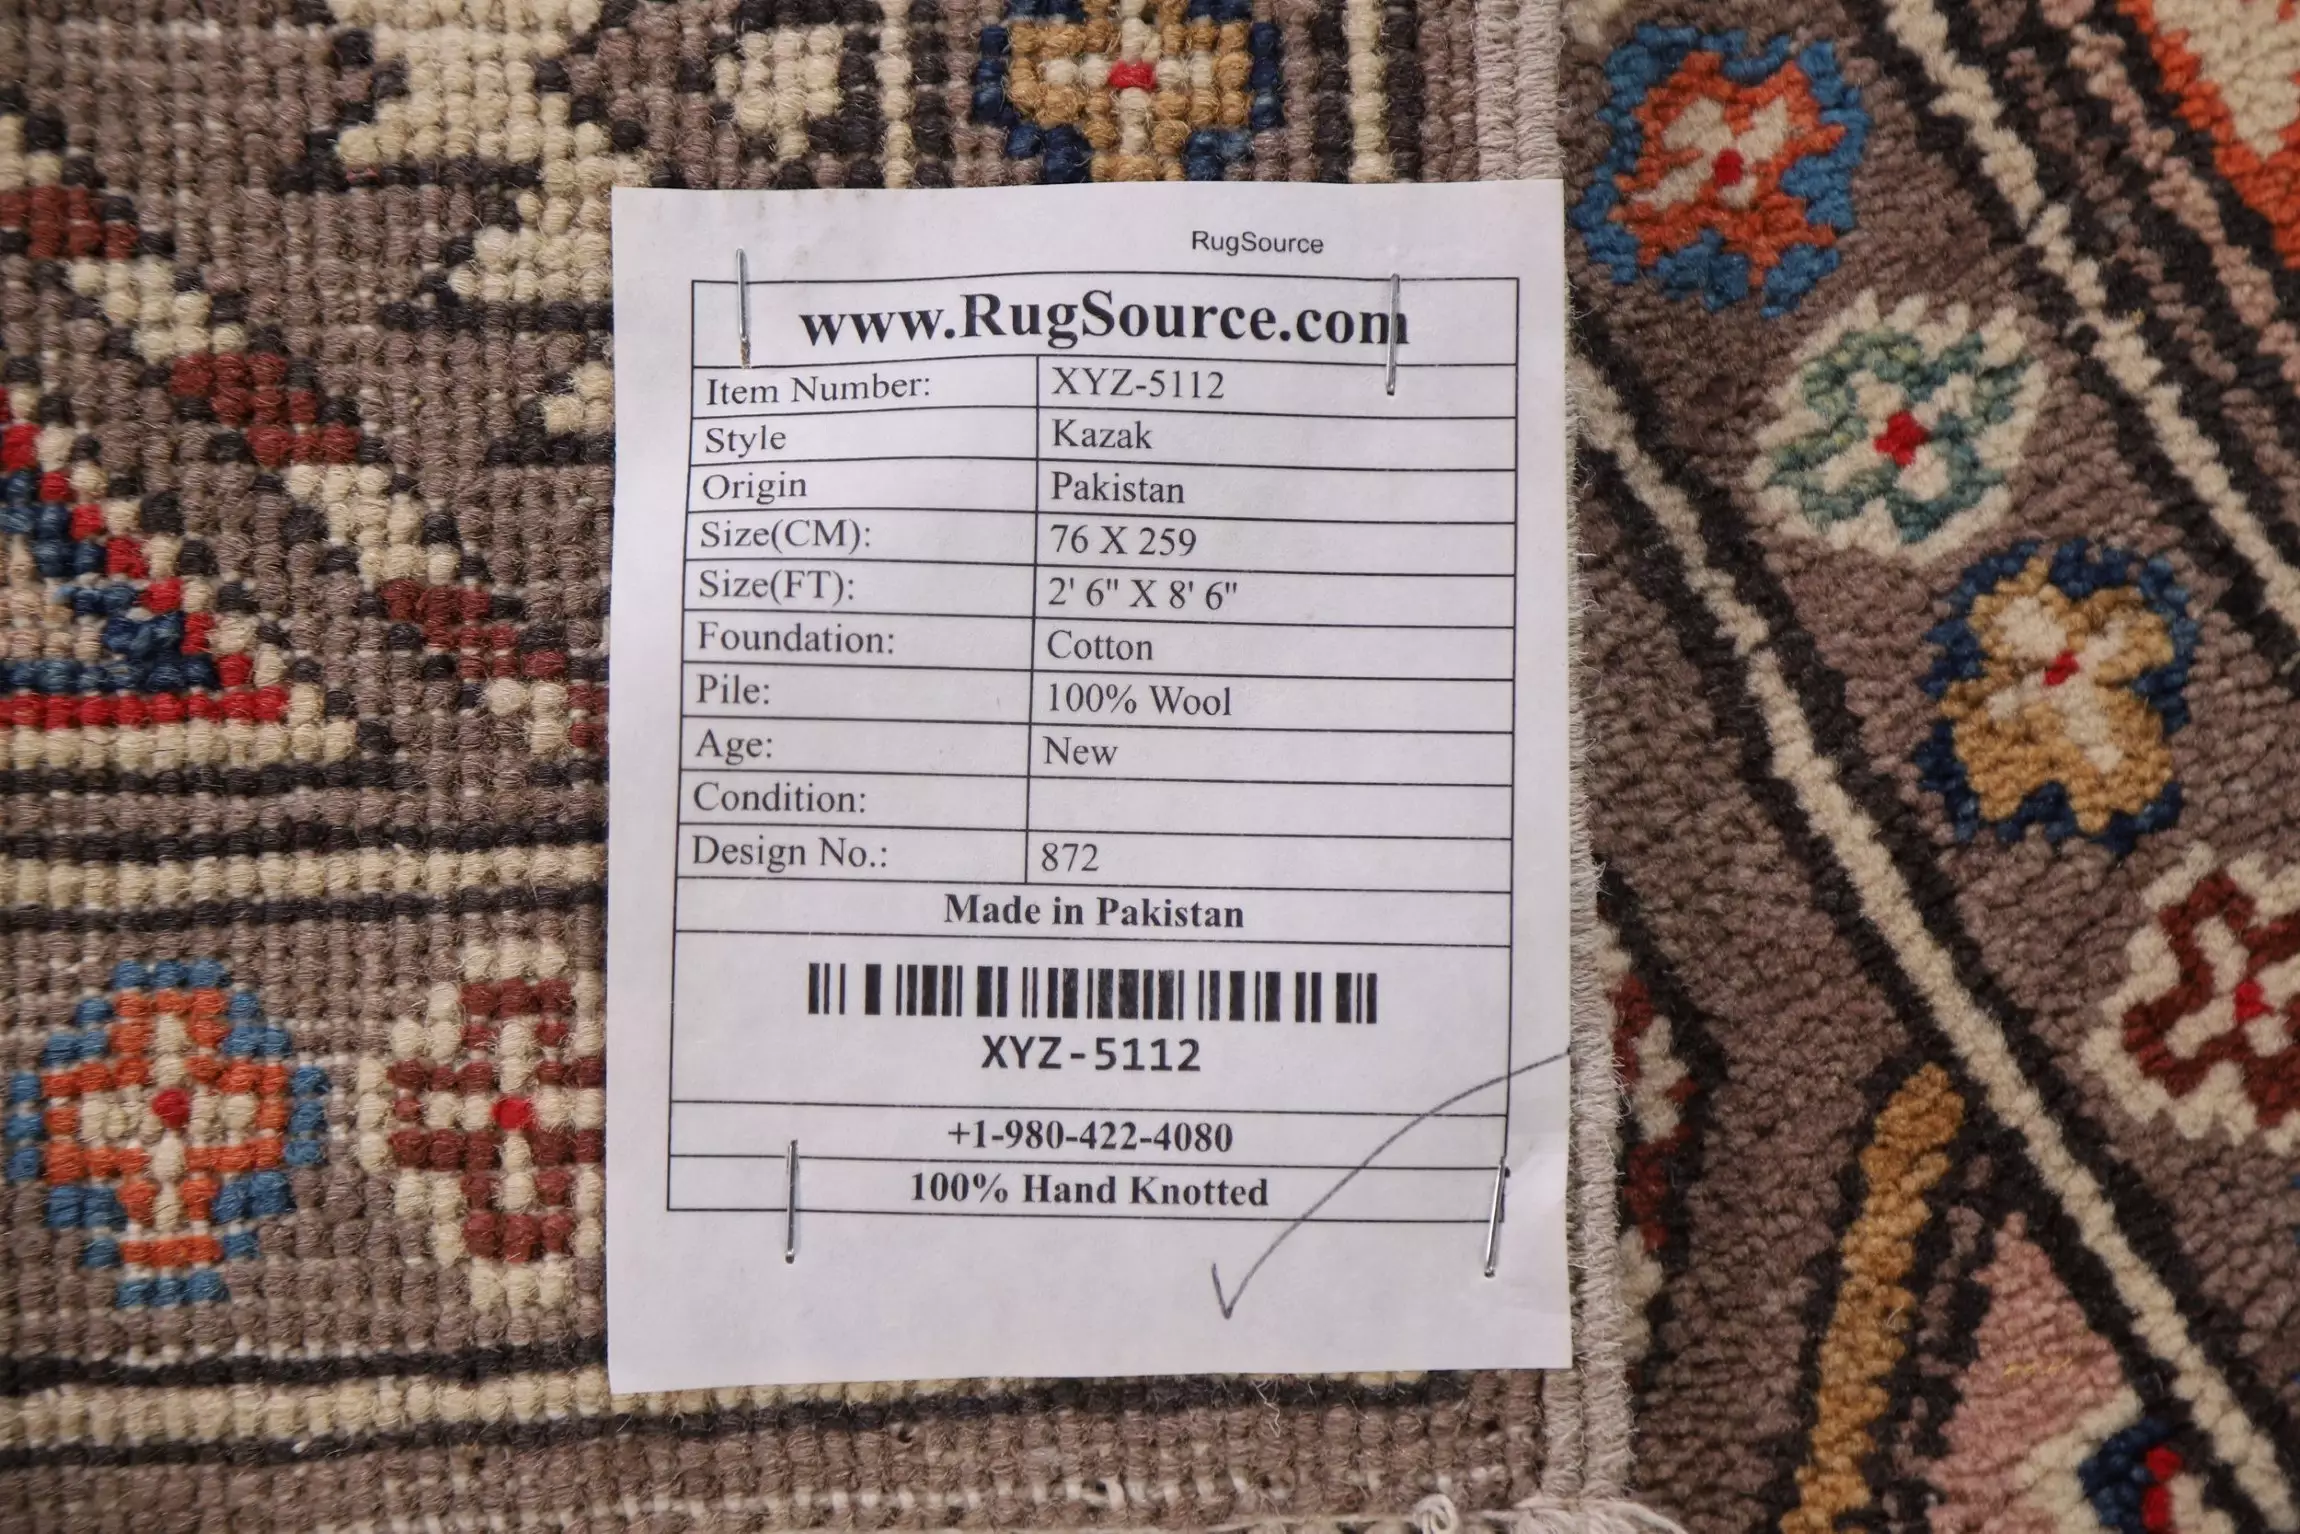 RugSource
www.RugSource.com
Item Number: XYZ-5112
Style Kazak
Origin Pakistan
Size(CM): 76 X 259
Size(FT): 2' 6" X 8' 6"
Foundation: Cotton
Pile: 100% Wool
Age: New
Condition:
Design No.: 872
Made in Pakistan
XYZ-5112
+1-980-422-4080
100% Hand Knotted